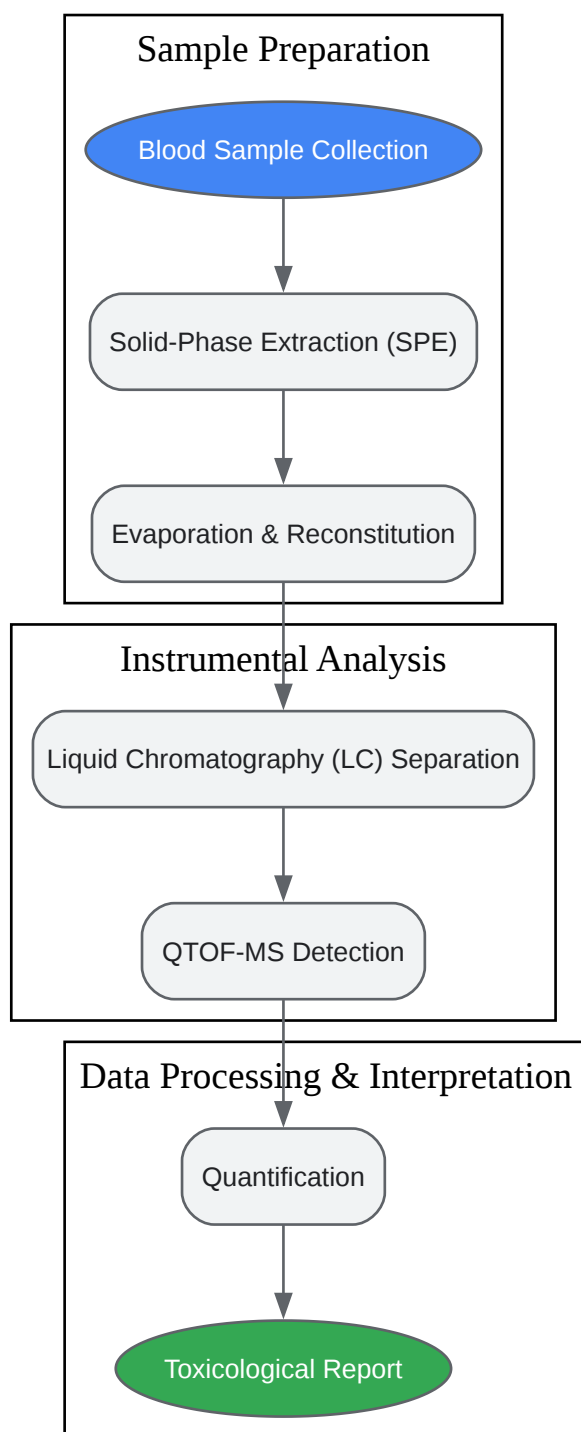 Sample Preparation
Blood Sample Collection
Solid-Phase Extraction (SPE)
Evaporation & Reconstitution
Instrumental Analysis
Liquid Chromatography (LC) Separation
QTOF-MS Detection
Data Processing & Interpretation
Quantification
Toxicological Report